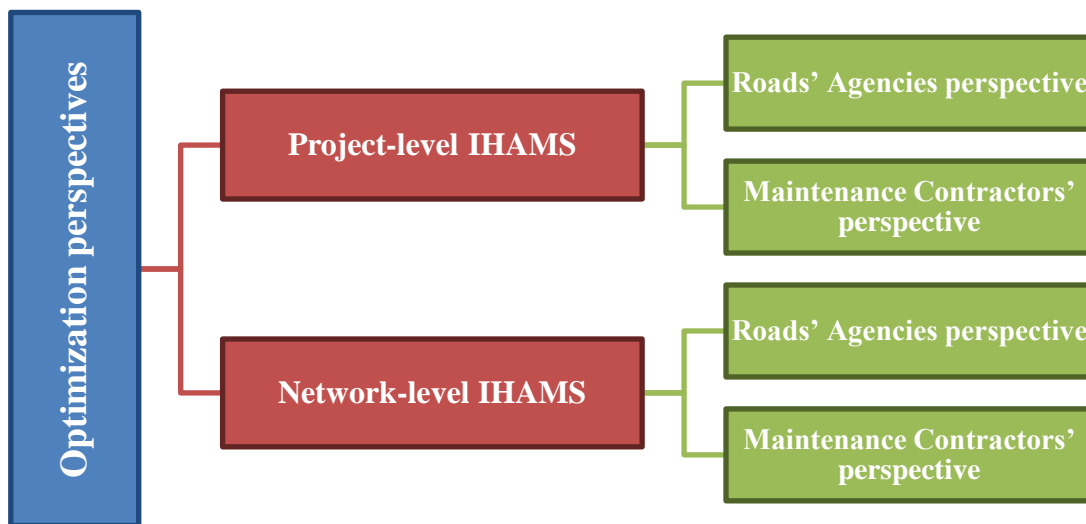 Optimization perspectives
Project-level IHAMS
Roads’ Agencies perspective
Maintenance Contractors’
perspective
Network-level IHAMS
Roads’ Agencies perspective
Maintenance Contractors’
perspective